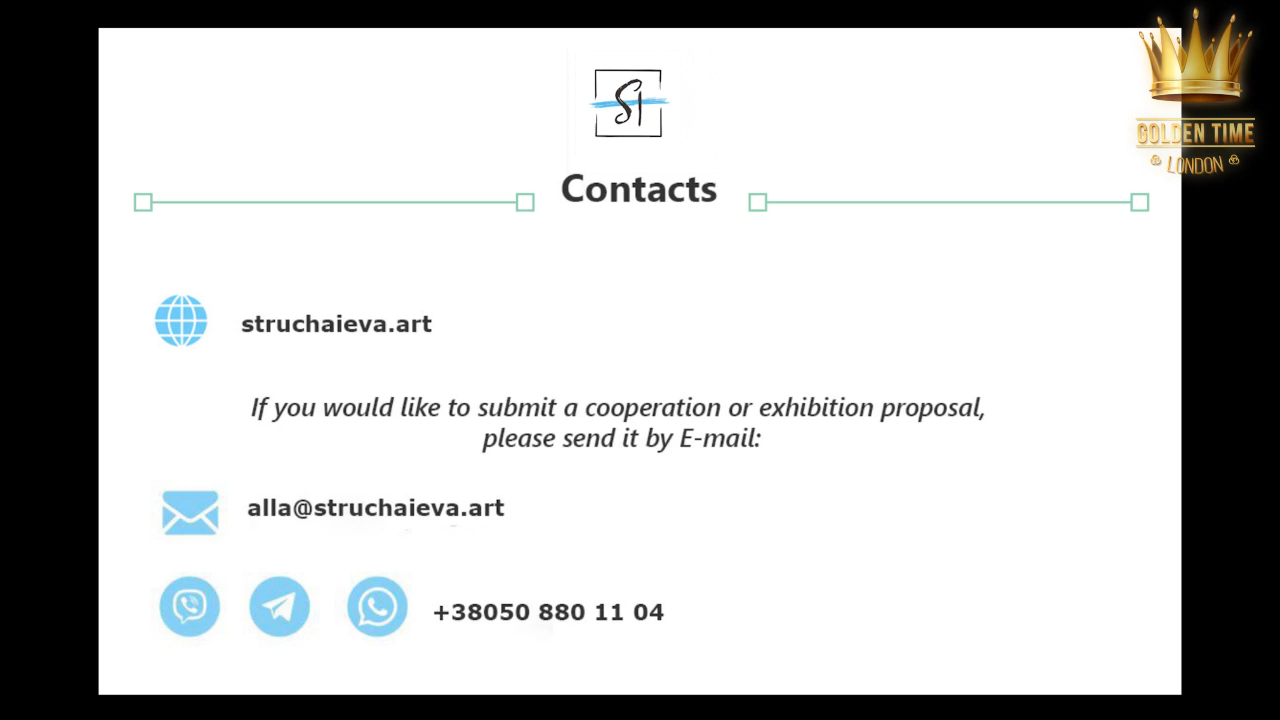 GOLDEN TIME
LONDON
Contacts
struchaieva.art
If you would like to submit a cooperation or exhibition proposal,
please send it by E-mail:
alla@struchaieva.art
+38050 880 11 04